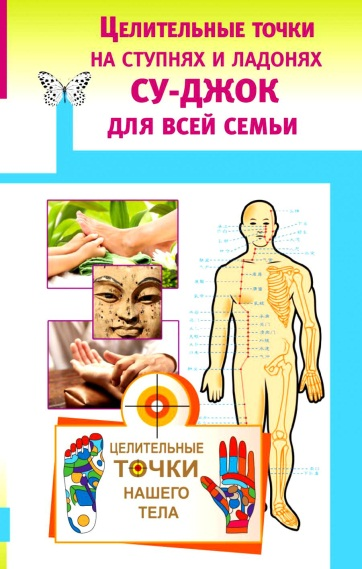 Целительные точки
на ступнях и ладонях
СУ-ДЖОК
для всей семьи
ЦЕЛИТЕЛЬНЫЕ
ТОЧКИ
НАШЕГО
ТЕЛА